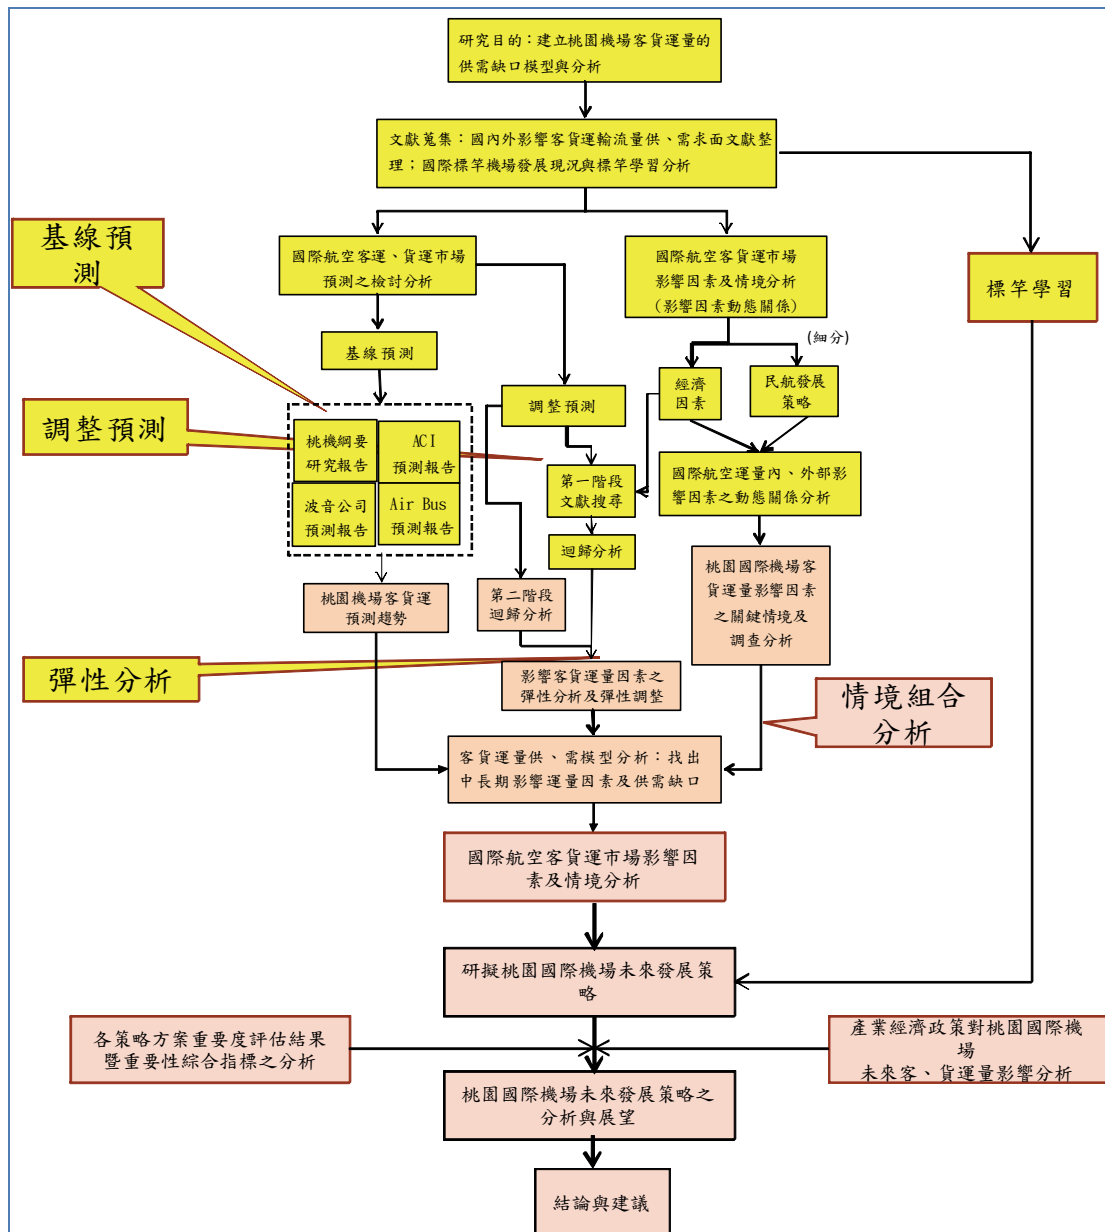 研究目的：建立桃園機場客貨運量的
供需缺口模型與分析
文獻蒐集：國內外影響客貨運輸流量供、需求面文獻整
理；國際標竿機場發展現況與標竿學習分析
基線預
測
國際航空客運、貨運市場
預測之檢討分析
國際航空客貨運市場
影響因素及情境分析
(影響因素動態關係)
標竿學習
(細分)
基線預測
經濟
因素
民航發展
策略
調整預測
調整預測
桃機綱要
研究報告
ACI
預測報告
波音公司
預測報告
Air Bus
預測報告
第一階段
文獻搜尋
國際航空運量內、外部影
響因素之動態關係分析
迴歸分析
桃園機場客貨運
預測趨勢
第二階段
迴歸分析
桃園國際機場客
貨運量影響因素
之關鍵情境及
調查分析
彈性分析
影響客貨運量因素之
彈性分析及彈性調整
情境組合
分析
客貨運量供、需模型分析：找出
中長期影響運量因素及供需缺口
國際航空客貨運市場影響因
素及情境分析
研擬桃園國際機場未來發展策
略
各策略方案重要度評估結果
暨重要性綜合指標之分析
產業經濟政策對桃園國際機
場
未來客、貨運量影響分析
桃園國際機場未來發展策略之
分析與展望
結論與建議